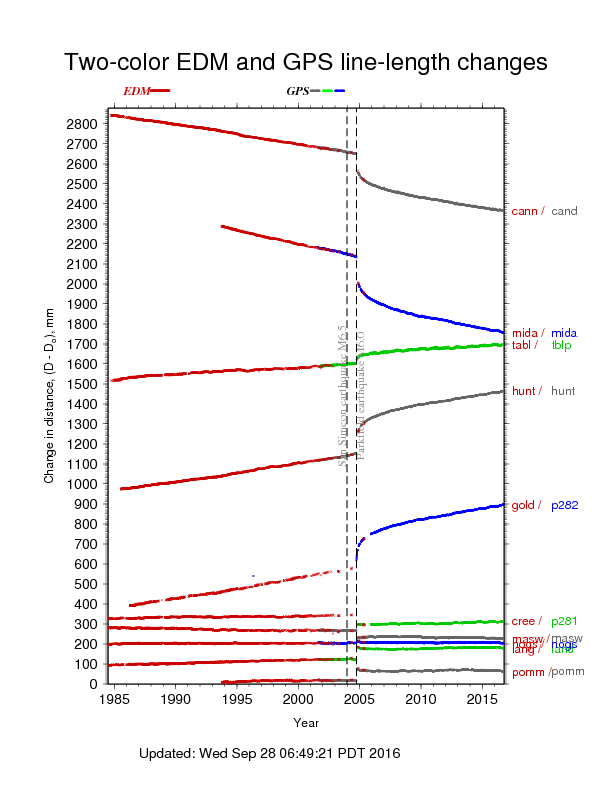 Two-color EDM and GPS line-length changes
EDM GPS
2800
2700
2600
2500
2400
2300
2200
2100
2000
1900
1800
1700
1600
1500
1400
1300
1200
1100
1000
900
800
700
600
500
400
300
200
100
0
Change in distance, (D - Do), mm
San Simeon earthquake M6.5
Parkfield earthquake M6.0
cann / cand
mida / mida
tabl / tblp
hunt / hunt
gold / p282
cree / p281
masw / masw
nogs / nogs
lang / land
pomm / pomm
1985 1990 1995 2000 2005 2010 2015
Year
Updated: Wed Sep 28 06:49:21 PDT 2016